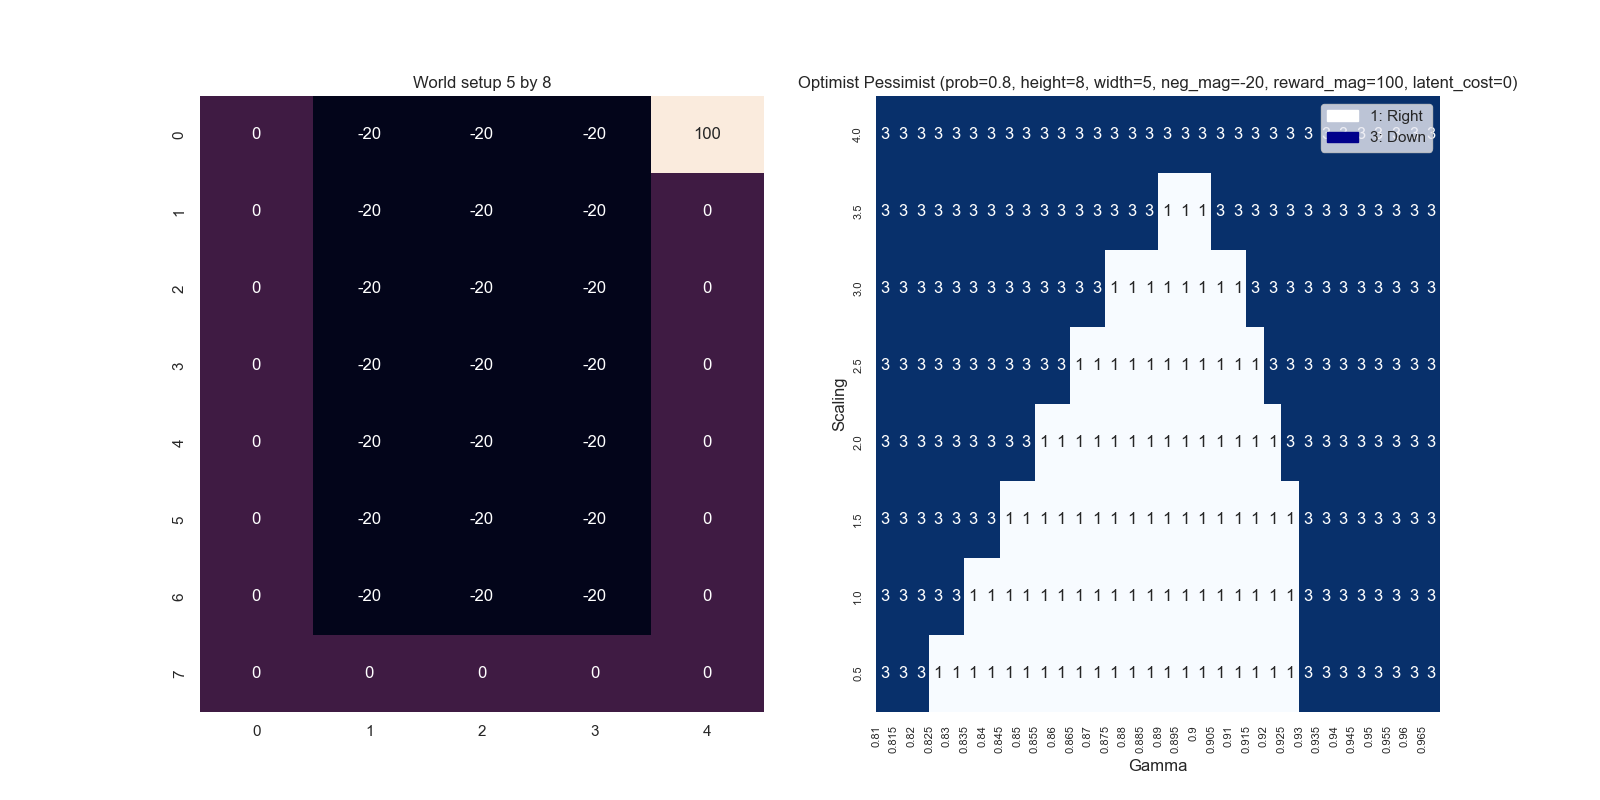 World setup 5 by 8
0 0 -20 -20 -20 100
1 0 -20 -20 -20 0
2 0 -20 -20 -20 0
3 0 -20 -20 -20 0
4 0 -20 -20 -20 0
5 0 -20 -20 -20 0
6 0 -20 -20 -20 0
7 0 0 0 0 0
0 1 2 3 4
Optimist Pessimist (prob=0.8, height=8, width=5, neg_mag=-20, reward_mag=100, latent_cost=0)
1: Right
3: Down
Scaling
4.0 3 3 3 3 3 3 3 3 3 3 3 3 3 3 3 3 3 3 3 3 3 3 3 3 3 3 3 3 3 3 3 3
3.5 3 3 3 3 3 3 3 3 3 3 3 3 3 3 3 3 1 1 1 3 3 3 3 3 3 3 3 3 3 3 3 3
3.0 3 3 3 3 3 3 3 3 3 3 3 3 3 1 1 1 1 1 1 1 1 3 3 3 3 3 3 3 3 3 3 3
2.5 3 3 3 3 3 3 3 3 3 3 3 1 1 1 1 1 1 1 1 1 1 1 3 3 3 3 3 3 3 3 3 3
2.0 3 3 3 3 3 3 3 3 3 1 1 1 1 1 1 1 1 1 1 1 1 1 1 3 3 3 3 3 3 3 3 3
1.5 3 3 3 3 3 3 3 1 1 1 1 1 1 1 1 1 1 1 1 1 1 1 1 1 3 3 3 3 3 3 3 3
1.0 3 3 3 3 3 1 1 1 1 1 1 1 1 1 1 1 1 1 1 1 1 1 1 1 3 3 3 3 3 3 3 3
0.5 3 3 3 1 1 1 1 1 1 1 1 1 1 1 1 1 1 1 1 1 1 1 1 1 3 3 3 3 3 3 3 3
0.81 0.815 0.82 0.825 0.83 0.835 0.84 0.845 0.85 0.855 0.86 0.865 0.87 0.875 0.88 0.885 0.89 0.895 0.9 0.905 0.91 0.915 0.92 0.925 0.93 0.935 0.94 0.945 0.95 0.955 0.96 0.965
Gamma